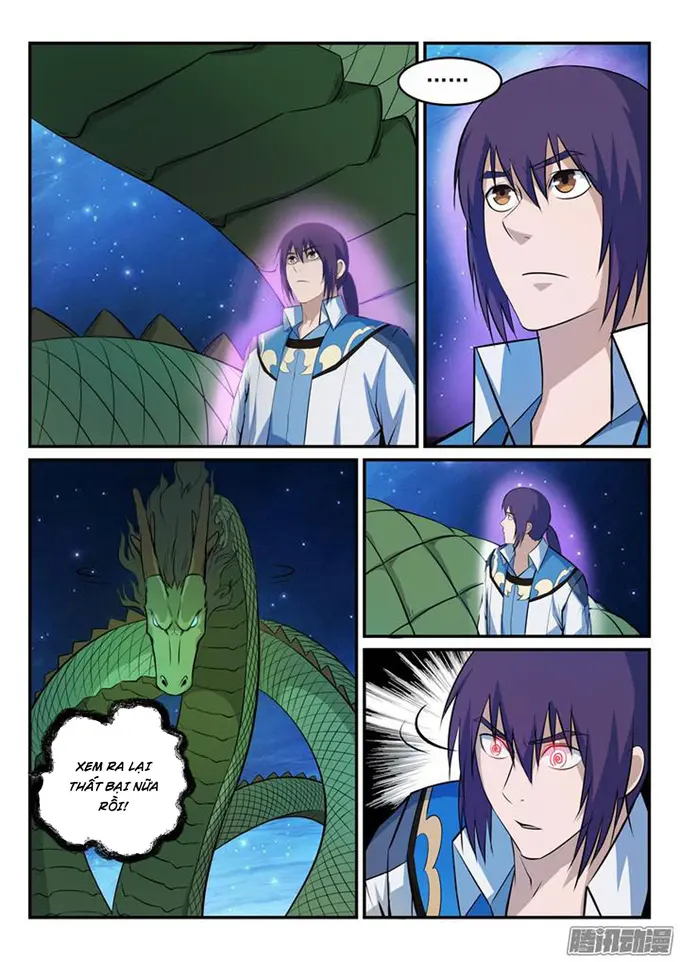 ......
XEM RA LẠI
THẤT BẠI NỮA
RỒI!
腾讯动漫